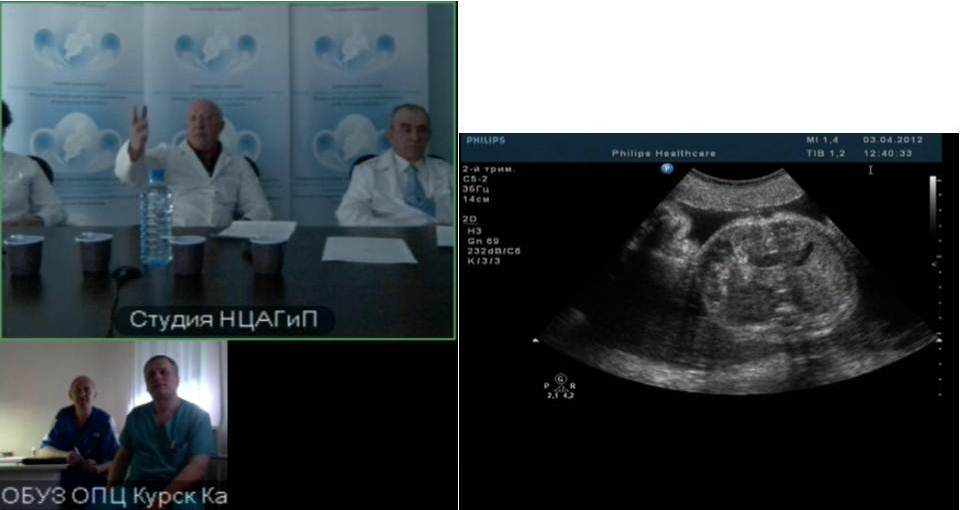 Студия НЦАГиП
ОБУЗ ОПЦ Курск Ка
PHILIPS
Philips Healthcare
MI 1,4 03.04.2012
TIB 1,2 12:40:33
2-й трим.
C5-2
35Гц
14см
2D
H3
Gn 69
232dB/C6
K/3/3
P G R
2,1 4,2